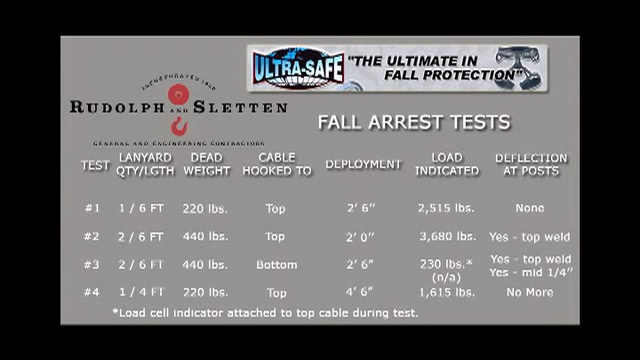 ULTRA-SAFE
"THE ULTIMATE IN
FALL PROTECTION"
INCORPORATED 1960
RUDOLPH AND SLETTEN
GENERAL AND ENGINEERING CONTRACTORS
FALL ARREST TESTS
TEST LANYARD QTY/LGTH DEAD WEIGHT CABLE HOOKED TO DEPLOYMENT LOAD INDICATED DEFLECTION AT POSTS
#1 1 / 6 FT 220 lbs. Top 2' 6" 2,515 lbs. None
#2 2 / 6 FT 440 lbs. Top 2' 0" 3,680 lbs. Yes - top weld
#3 2 / 6 FT 440 lbs. Bottom 2' 6" 230 lbs.* (n/a) Yes - top weld Yes - mid 1/4"
#4 1 / 4 FT 220 lbs. Top 4' 6" 1,615 lbs. No More
*Load cell indicator attached to top cable during test.